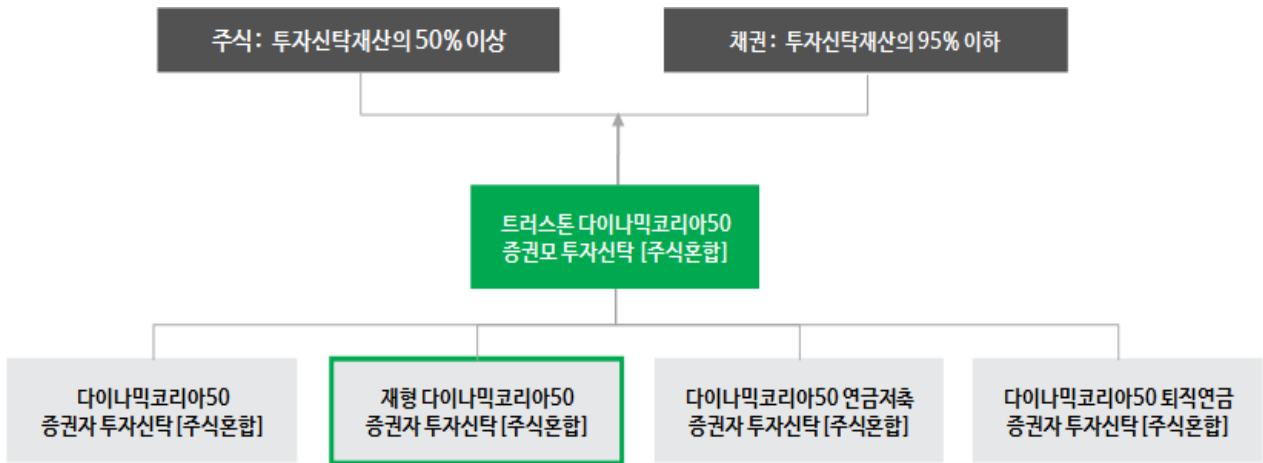 주식: 투자신탁재산의 50% 이상
채권: 투자신탁재산의 95% 이하
트러스톤 다이나믹코리아50
증권모 투자신탁 [주식혼합]
다이나믹코리아50
증권자 투자신탁 [주식혼합]
재형 다이나믹코리아50
증권자 투자신탁 [주식혼합]
다이나믹코리아50 연금저축
증권자 투자신탁 [주식혼합]
다이나믹코리아50 퇴직연금
증권자 투자신탁 [주식혼합]